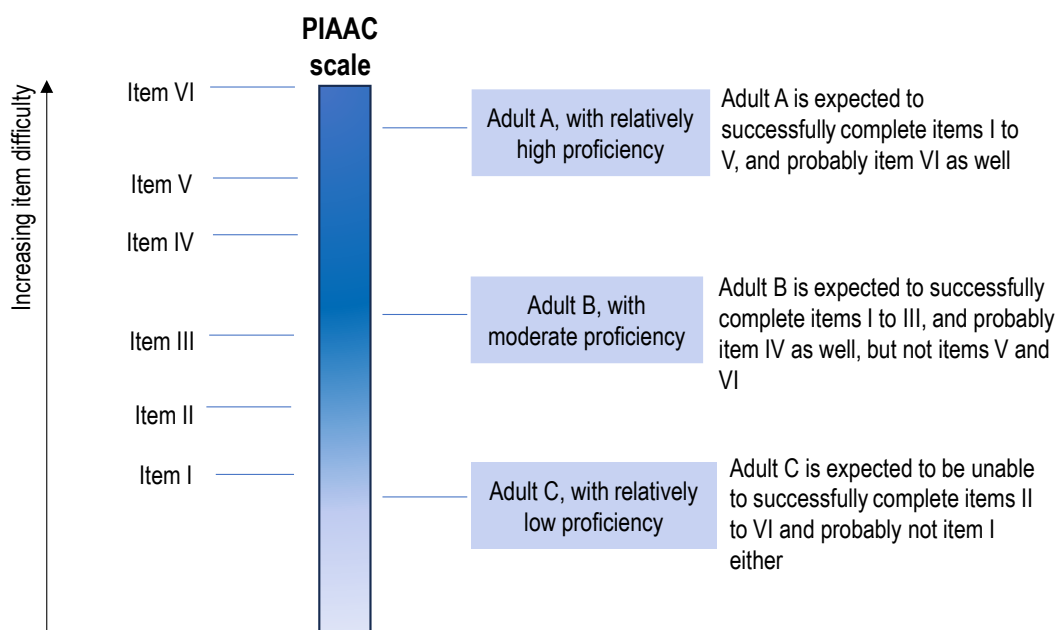 PIAAC
scale
Increasing item difficulty
Item VI
Item V
Item IV
Item III
Item II
Item I
Adult A, with relatively
high proficiency
Adult A is expected to
successfully complete items I to
V, and probably item VI as well
Adult B, with
moderate proficiency
Adult B is expected to successfully
complete items I to III, and probably
item IV as well, but not items V and
VI
Adult C, with relatively
low proficiency
Adult C is expected to be unable
to successfully complete items II
to VI and probably not item I
either